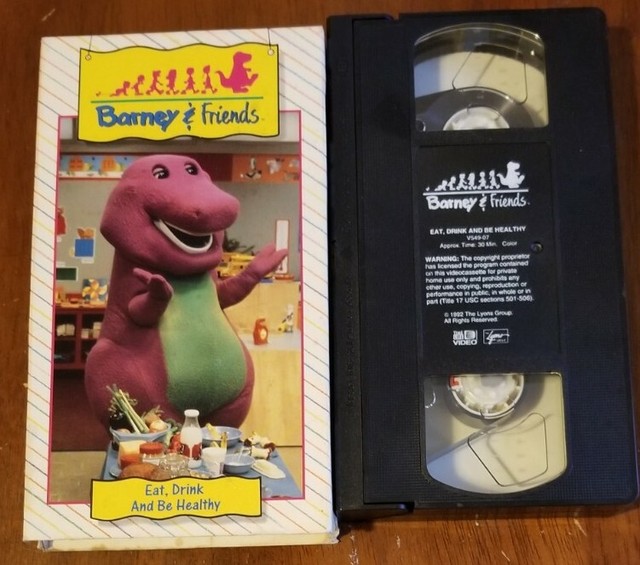 Barney & Friends
Eat, Drink
And Be Healthy
Barney & Friends
EAT, DRINK AND BE HEALTHY
VS49-07
Approx. Time: 30 Min. Color
WARNING: The copyright proprietor
has licensed the program contained
on this videocassette for private
home use only and prohibits any
other use, copying, reproduction or
performance in public, in whole or in
part (Title 17 USC sections 501-506).
© 1992 The Lyons Group.
All Rights Reserved.
VIDEO